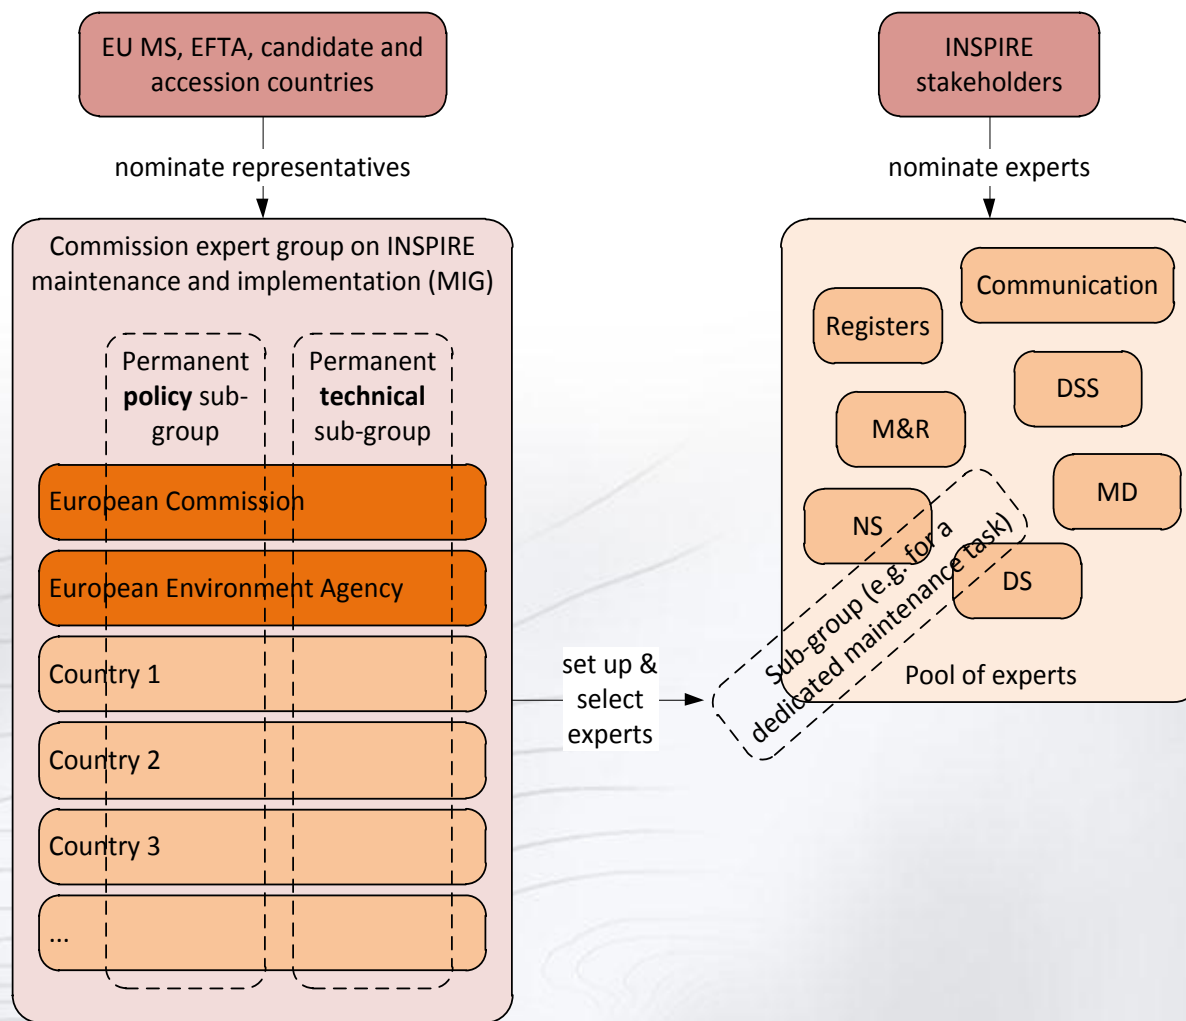 EU MS, EFTA, candidate and
accession countries
nominate representatives
Commission expert group on INSPIRE
maintenance and implementation (MIG)
Permanent
policy sub-
group
Permanent
technical
sub-group
European Commission
European Environment Agency
Country 1
Country 2
Country 3
...
set up &
select
experts
INSPIRE
stakeholders
nominate experts
Communication
Registers
DSS
M&R
MD
NS
DS
Sub-group (e.g. for a
dedicated maintenance task)
Pool of experts